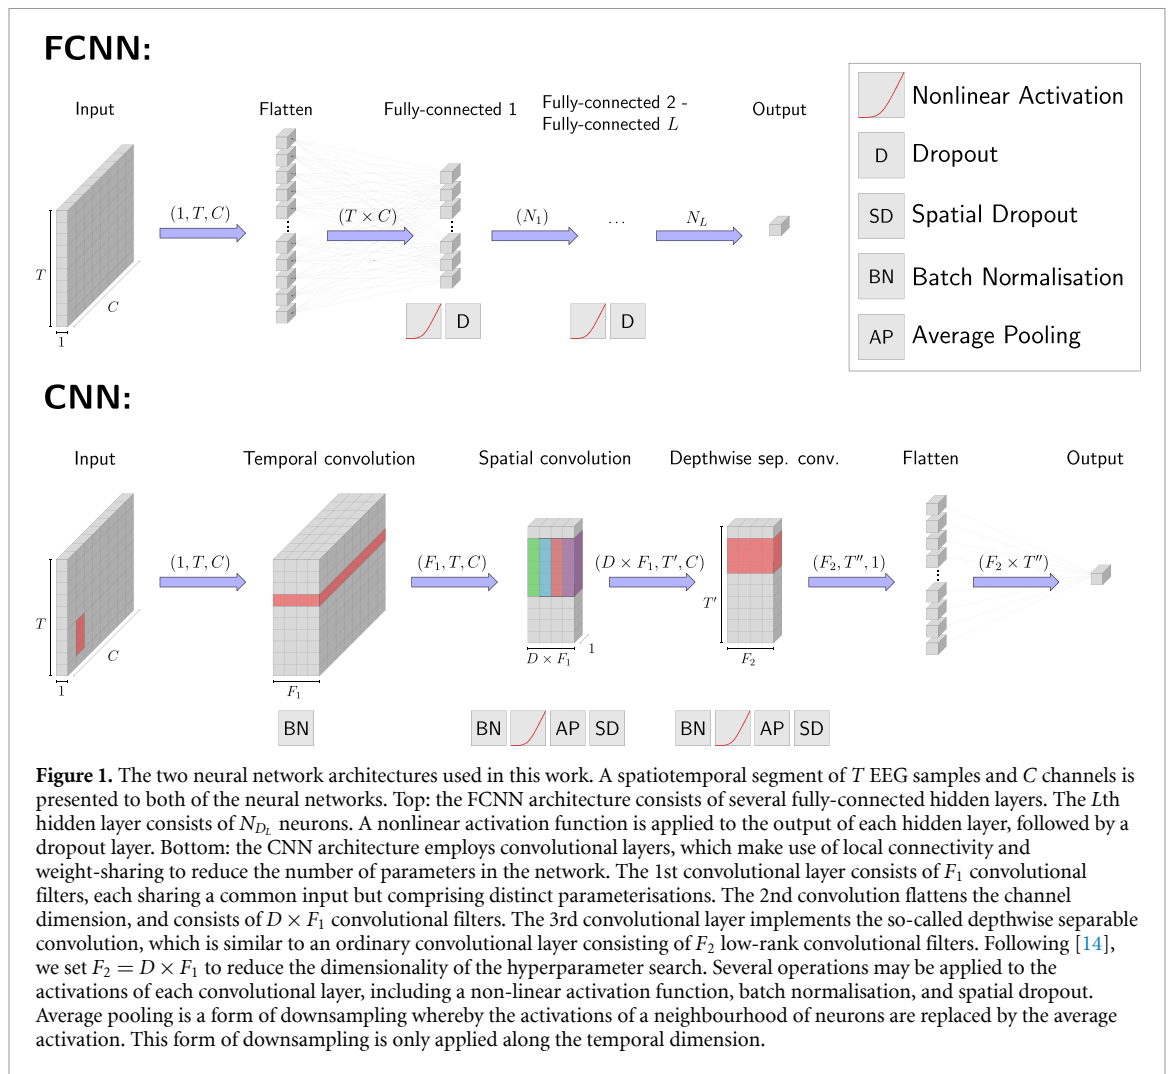 FCNN:
Input
Flatten
Fully-connected 1
Fully-connected 2 -
Fully-connected L
Output
(1, T, C)
(T × C)
(N₁)
...
N_L
T
C
1
D
D
Nonlinear Activation
D Dropout
SD Spatial Dropout
BN Batch Normalisation
AP Average Pooling
CNN:
Input
Temporal convolution
Spatial convolution
Depthwise sep. conv.
Flatten
Output
(1, T, C)
(F₁, T, C)
(D × F₁, T′, C)
(F₂, T″, 1)
(F₂ × T″)
T
C
1
F₁
D × F₁
1
T′
F₂
BN
BN AP SD
BN AP SD
Figure 1. The two neural network architectures used in this work. A spatiotemporal segment of T EEG samples and C channels is
presented to both of the neural networks. Top: the FCNN architecture consists of several fully-connected hidden layers. The Lth
hidden layer consists of N_{D_L} neurons. A nonlinear activation function is applied to the output of each hidden layer, followed by a
dropout layer. Bottom: the CNN architecture employs convolutional layers, which make use of local connectivity and
weight-sharing to reduce the number of parameters in the network. The 1st convolutional layer consists of F₁ convolutional
filters, each sharing a common input but comprising distinct parameterisations. The 2nd convolution flattens the channel
dimension, and consists of D × F₁ convolutional filters. The 3rd convolutional layer implements the so-called depthwise separable
convolution, which is similar to an ordinary convolutional layer consisting of F₂ low-rank convolutional filters. Following [14],
we set F₂ = D × F₁ to reduce the dimensionality of the hyperparameter search. Several operations may be applied to the
activations of each convolutional layer, including a non-linear activation function, batch normalisation, and spatial dropout.
Average pooling is a form of downsampling whereby the activations of a neighbourhood of neurons are replaced by the average
activation. This form of downsampling is only applied along the temporal dimension.